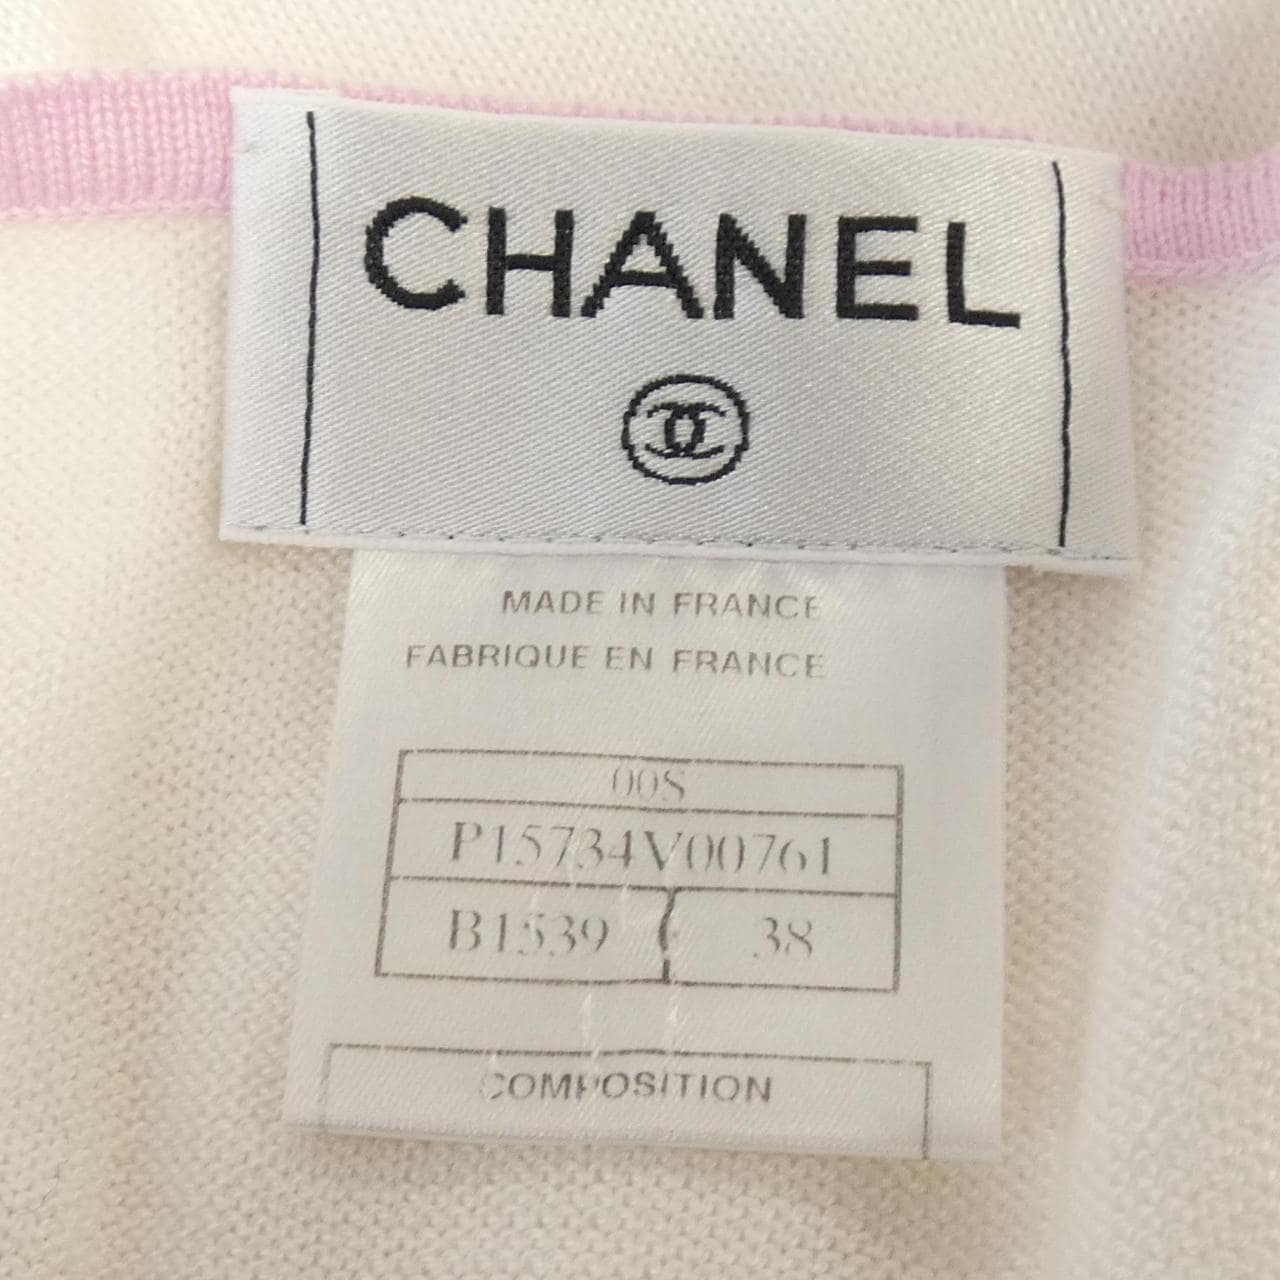 CHANEL
MADE IN FRANCE
FABRIQUE EN FRANCE
00S
P15734V00761
B1539 38
COMPOSITION